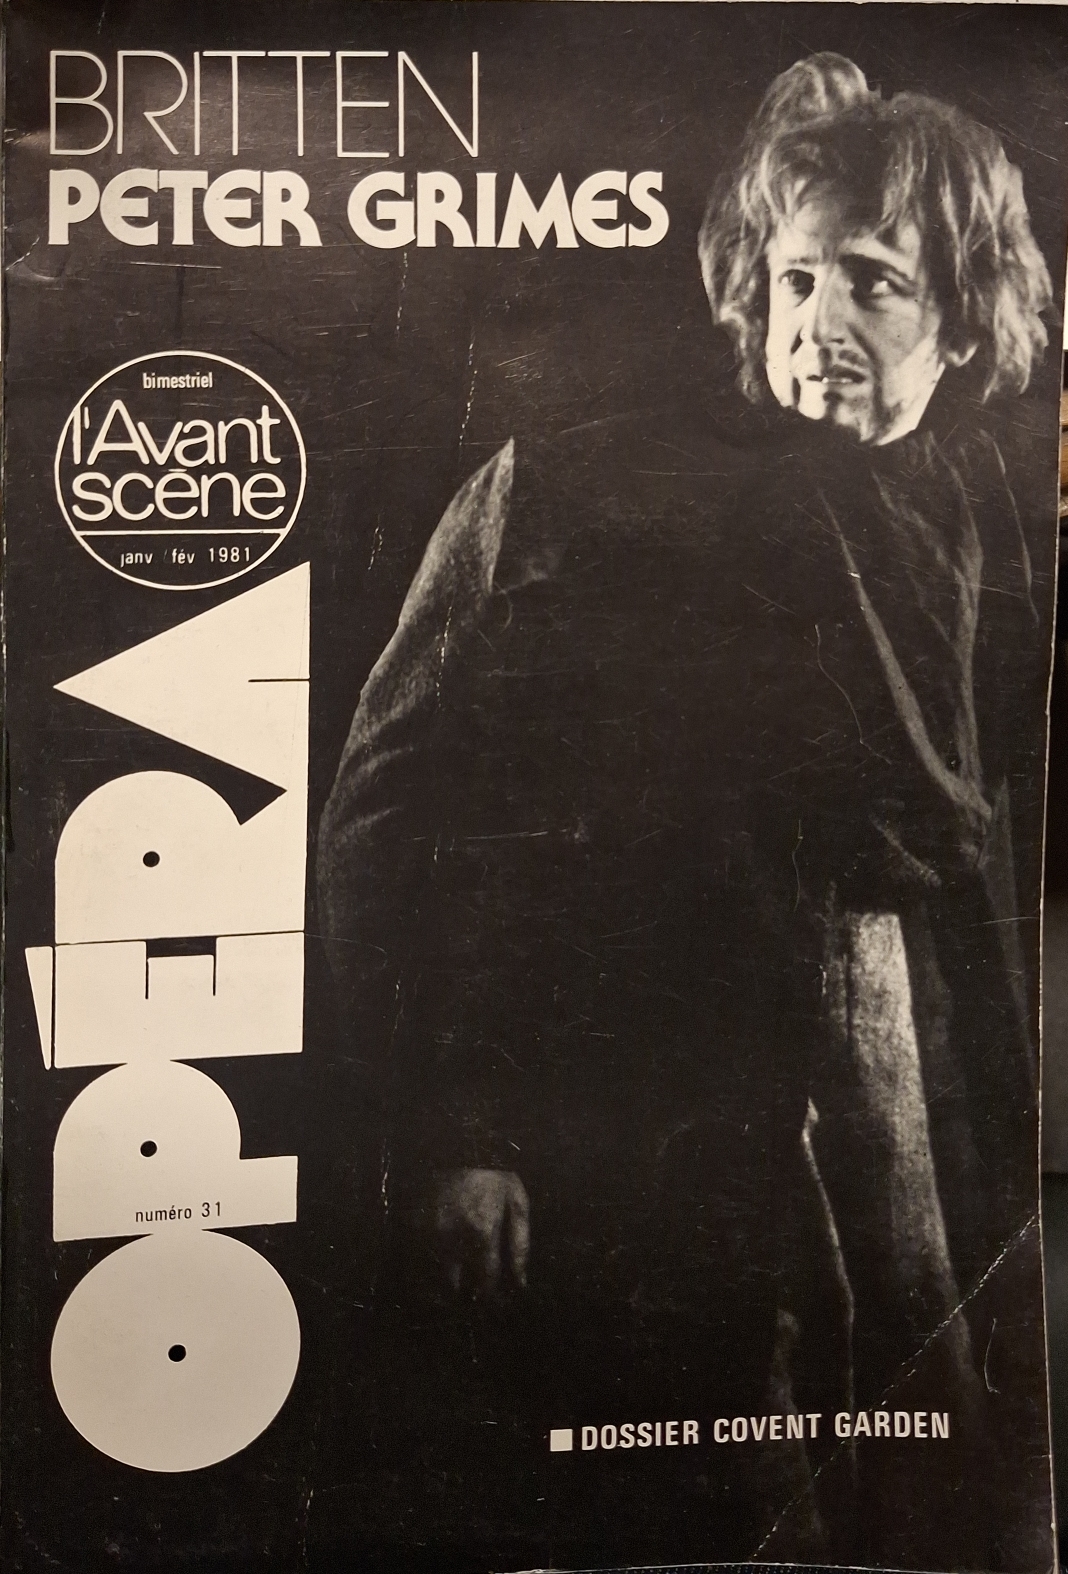 BRITTEN
PETER GRIMES
bimestriel
l'Avant
scène
janv / fév 1981
OPÉRA
numéro 31
DOSSIER COVENT GARDEN